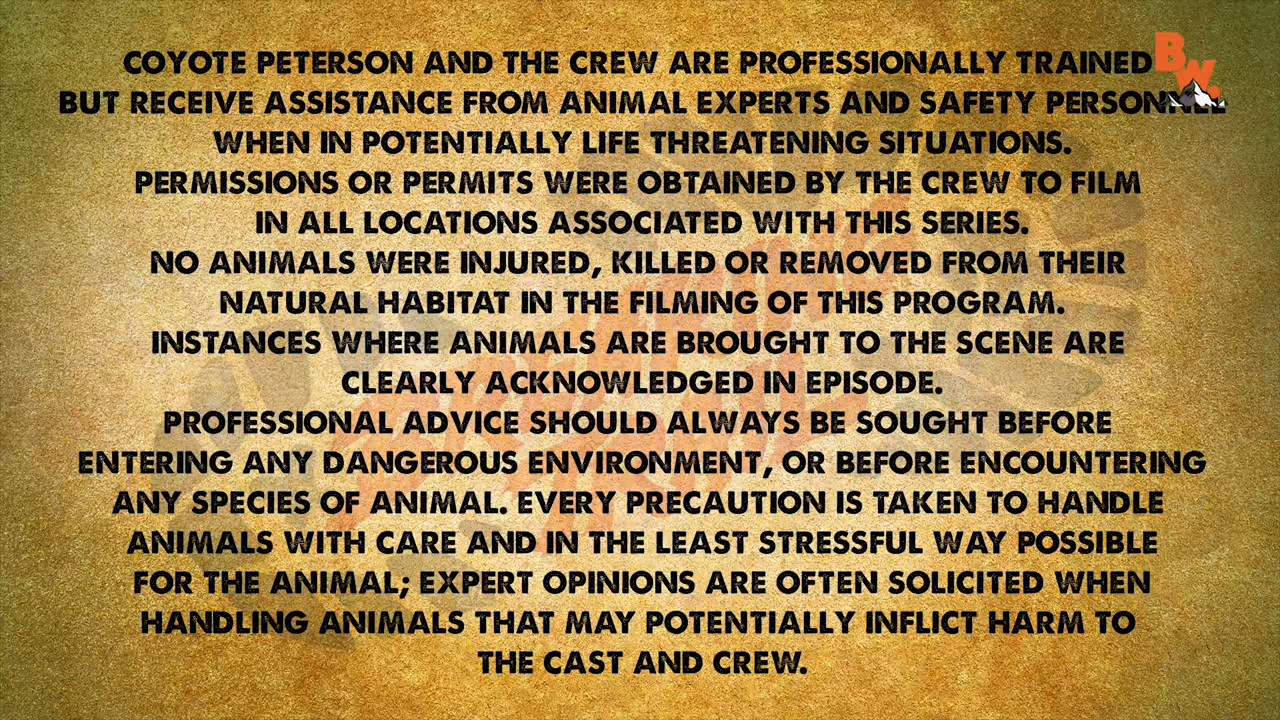 COYOTE PETERSON AND THE CREW ARE PROFESSIONALLY TRAINED
BUT RECEIVE ASSISTANCE FROM ANIMAL EXPERTS AND SAFETY PERSONNEL
WHEN IN POTENTIALLY LIFE THREATENING SITUATIONS.
PERMISSIONS OR PERMITS WERE OBTAINED BY THE CREW TO FILM
IN ALL LOCATIONS ASSOCIATED WITH THIS SERIES.
NO ANIMALS WERE INJURED, KILLED OR REMOVED FROM THEIR
NATURAL HABITAT IN THE FILMING OF THIS PROGRAM.
INSTANCES WHERE ANIMALS ARE BROUGHT TO THE SCENE ARE
CLEARLY ACKNOWLEDGED IN EPISODE.
PROFESSIONAL ADVICE SHOULD ALWAYS BE SOUGHT BEFORE
ENTERING ANY DANGEROUS ENVIRONMENT, OR BEFORE ENCOUNTERING
ANY SPECIES OF ANIMAL. EVERY PRECAUTION IS TAKEN TO HANDLE
ANIMALS WITH CARE AND IN THE LEAST STRESSFUL WAY POSSIBLE
FOR THE ANIMAL; EXPERT OPINIONS ARE OFTEN SOLICITED WHEN
HANDLING ANIMALS THAT MAY POTENTIALLY INFLICT HARM TO
THE CAST AND CREW.
BW